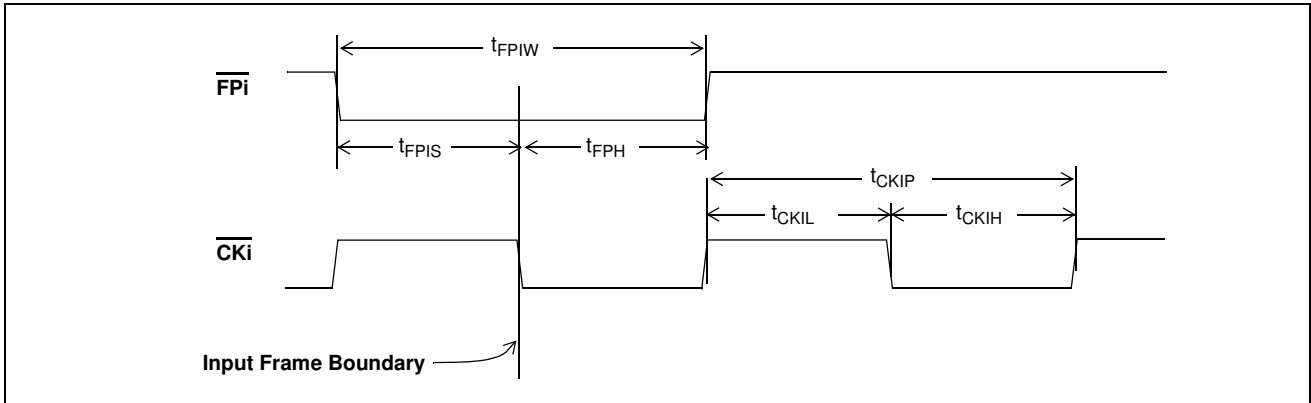 tFPIW
FPi
tFPIS
tFPH
tCKIP
tCKIL
tCKIH
CKi
Input Frame Boundary